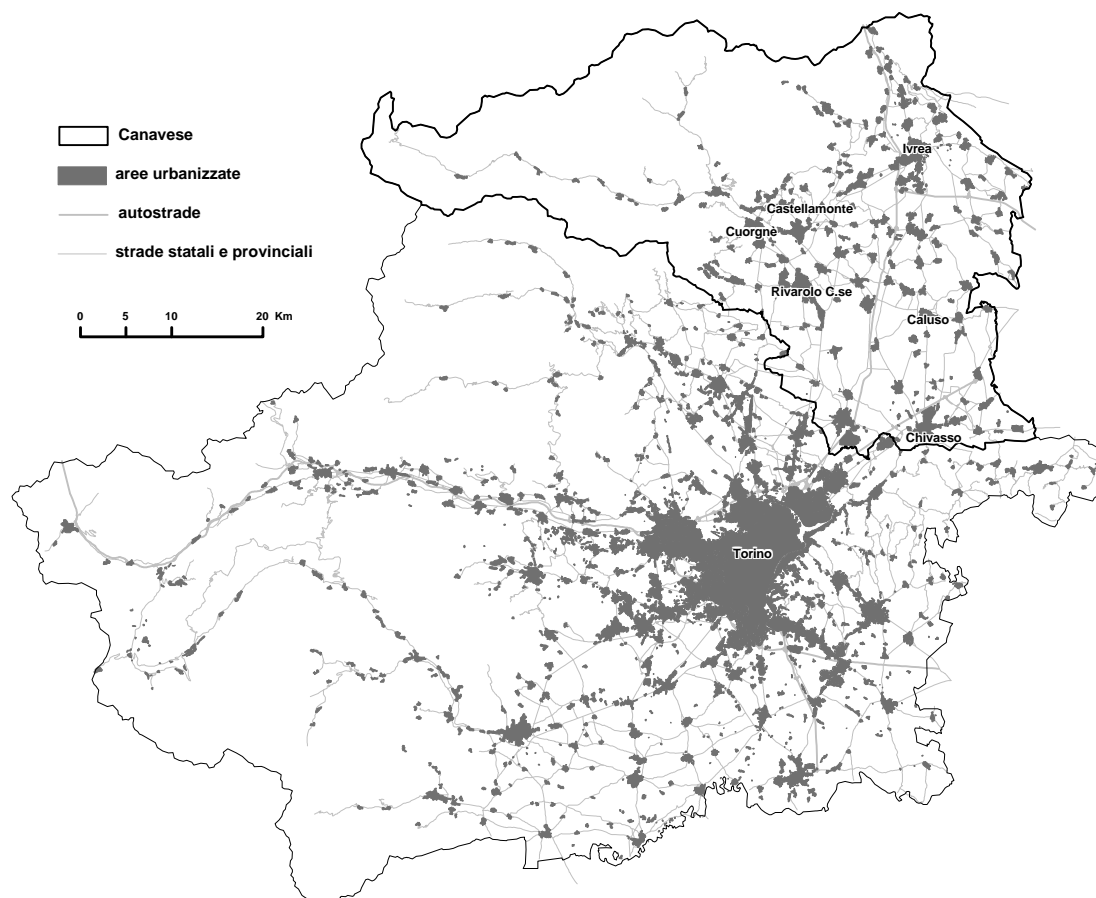 Canavese
aree urbanizzate
autostrade
strade statali e provinciali
0 5 10 20 Km
Ivrea
Castellamonte
Cuorgnè
Rivarolo C.se
Caluso
Chivasso
Torino